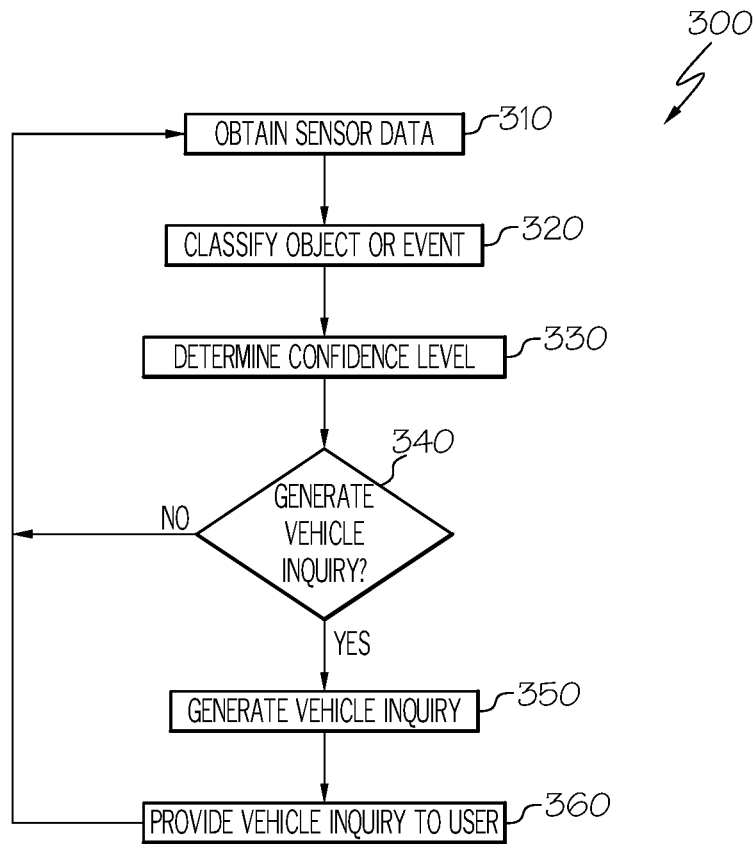 300
OBTAIN SENSOR DATA
310
CLASSIFY OBJECT OR EVENT
320
DETERMINE CONFIDENCE LEVEL
330
340
GENERATE
VEHICLE
INQUIRY?
NO
YES
GENERATE VEHICLE INQUIRY
350
PROVIDE VEHICLE INQUIRY TO USER
360